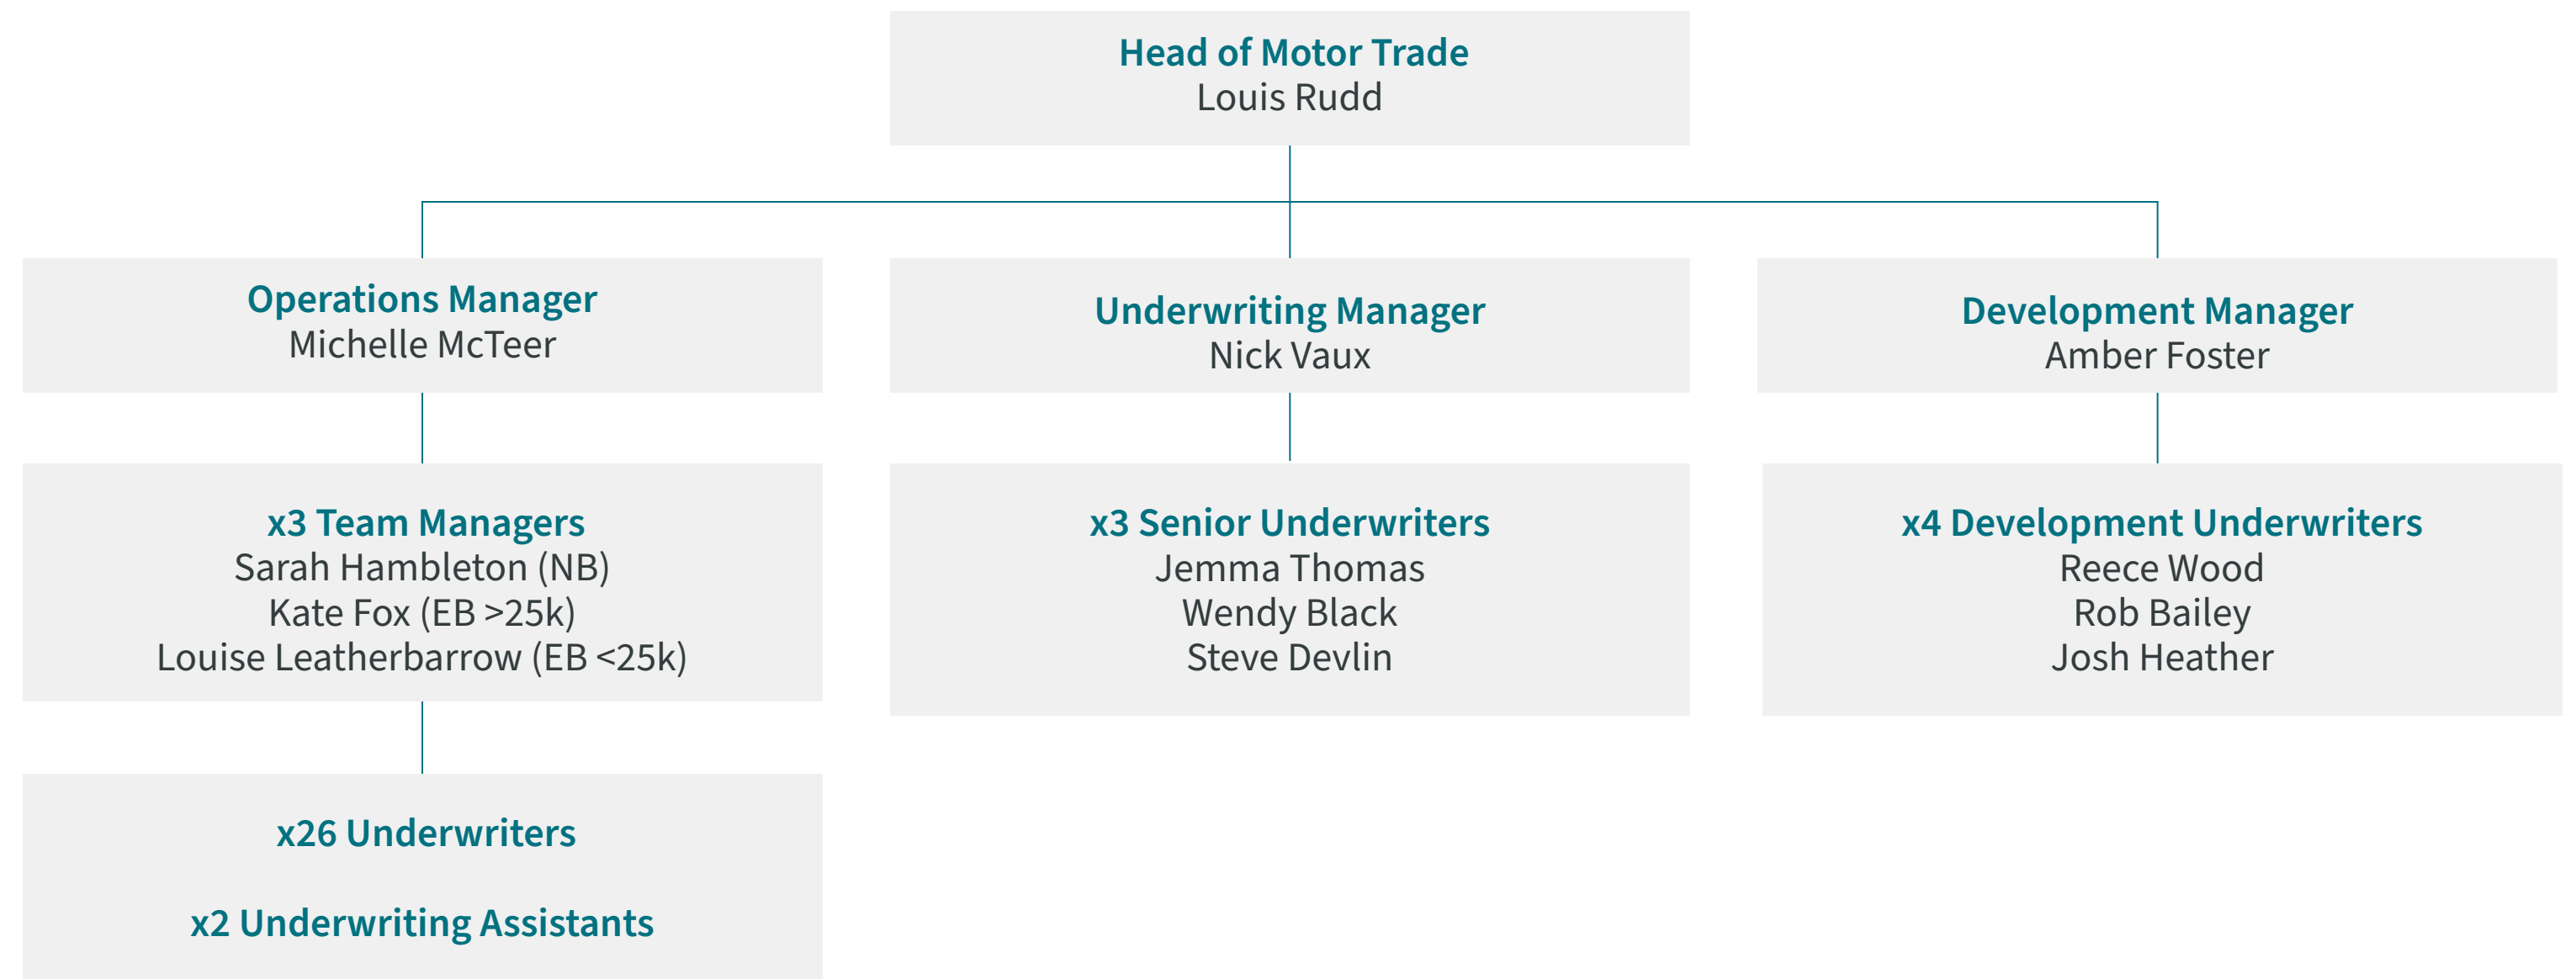 Head of Motor Trade
Louis Rudd
Operations Manager
Michelle McTeer
Underwriting Manager
Nick Vaux
Development Manager
Amber Foster
x3 Team Managers
Sarah Hambleton (NB)
Kate Fox (EB >25k)
Louise Leatherbarrow (EB <25k)
x3 Senior Underwriters
Jemma Thomas
Wendy Black
Steve Devlin
x4 Development Underwriters
Reece Wood
Rob Bailey
Josh Heather
x26 Underwriters
x2 Underwriting Assistants